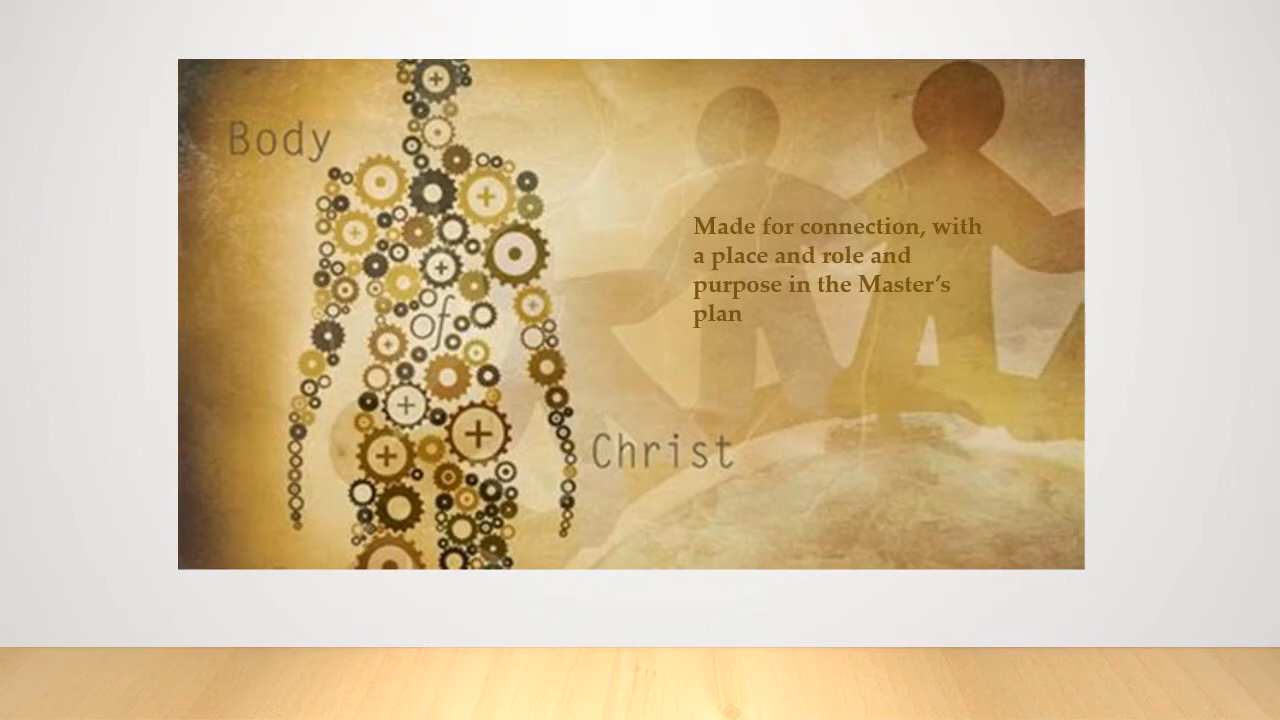 Body
of
Christ
Made for connection, with
a place and role and
purpose in the Master’s
plan